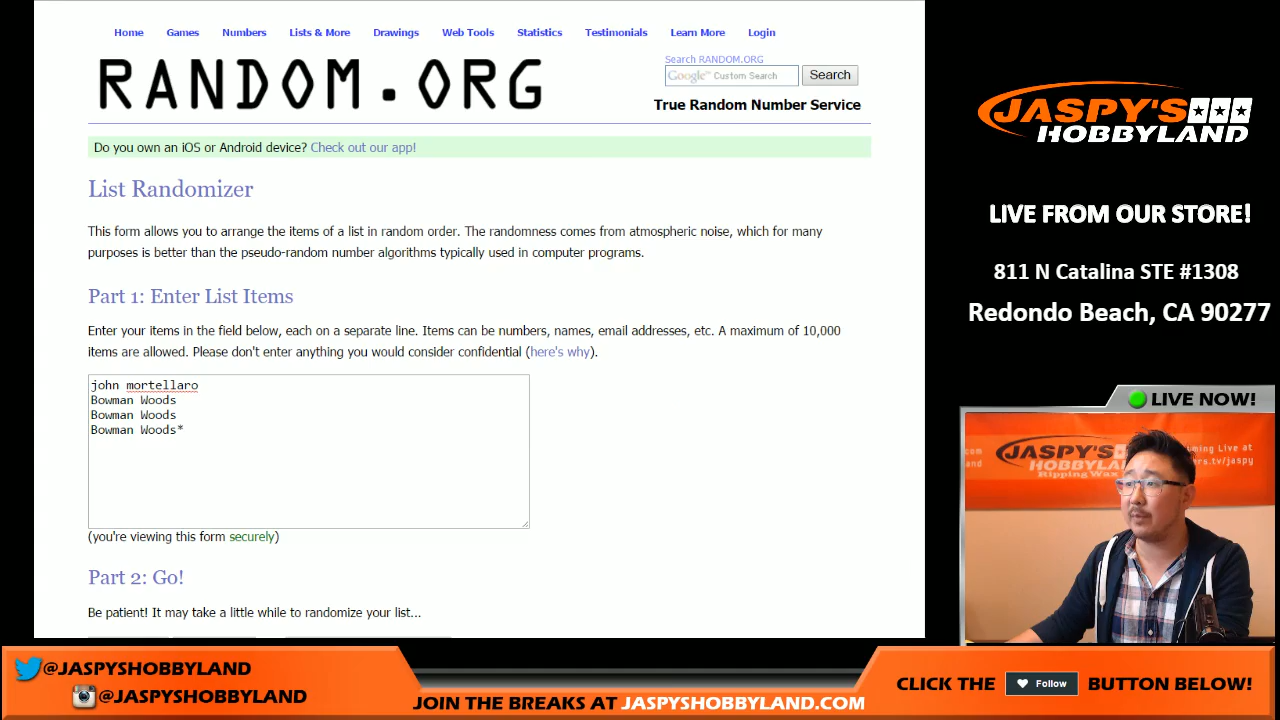 Home Games Numbers Lists & More Drawings Web Tools Statistics Testimonials Learn More Login
RANDOM.ORG
Search RANDOM.ORG
Google™ Custom Search Search
True Random Number Service
Do you own an iOS or Android device? Check out our app!
List Randomizer
This form allows you to arrange the items of a list in random order. The randomness comes from atmospheric noise, which for many
purposes is better than the pseudo-random number algorithms typically used in computer programs.
Part 1: Enter List Items
Enter your items in the field below, each on a separate line. Items can be numbers, names, email addresses, etc. A maximum of 10,000
items are allowed. Please don't enter anything you would consider confidential (here's why).
john mortellaro
Bowman Woods
Bowman Woods
Bowman Woods*
(you're viewing this form securely)
Part 2: Go!
Be patient! It may take a little while to randomize your list...
JASPY'S
HOBBYLAND
LIVE FROM OUR STORE!
811 N Catalina STE #1308
Redondo Beach, CA 90277
LIVE NOW!
JASPY'S
HOBBYLAND
Ripping Wax
Live at
rs.tv/jaspy
@JASPYSHOBBYLAND
@JASPYSHOBBYLAND
JOIN THE BREAKS AT JASPYSHOBBYLAND.COM
CLICK THE Follow BUTTON BELOW!